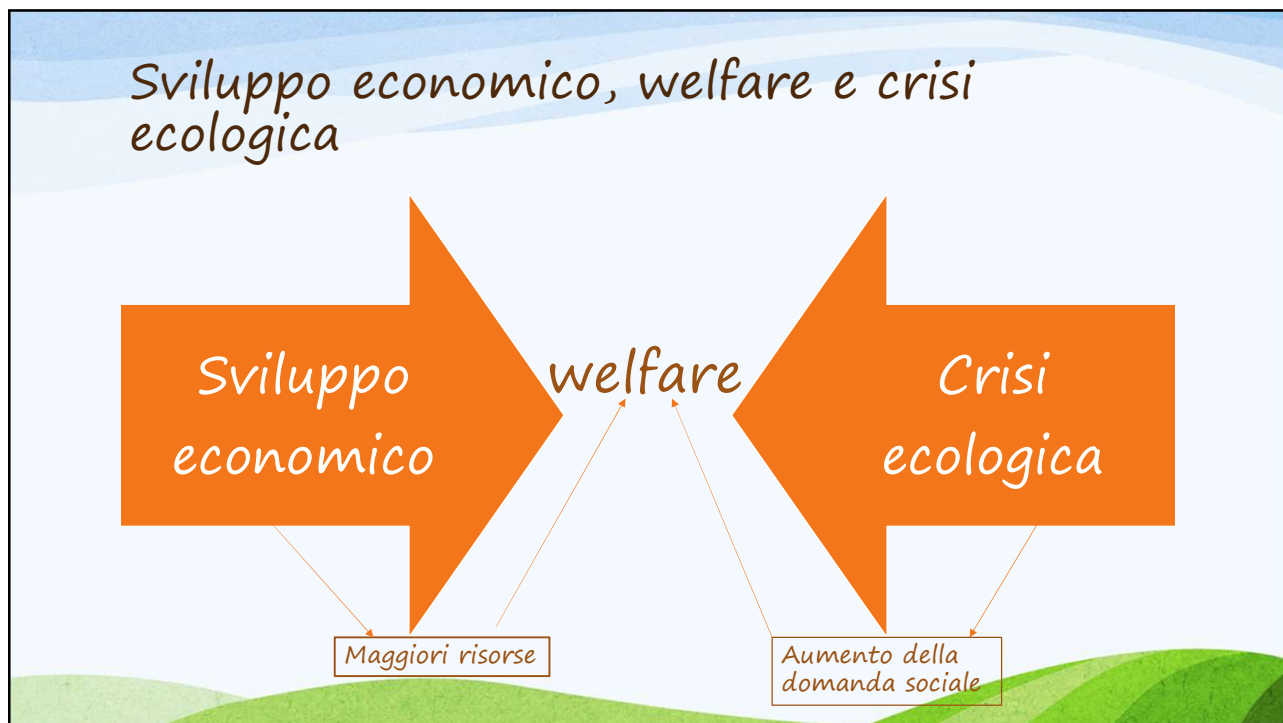 Sviluppo economico, welfare e crisi
ecologica
Sviluppo
economico
welfare
Crisi
ecologica
Maggiori risorse
Aumento della
domanda sociale